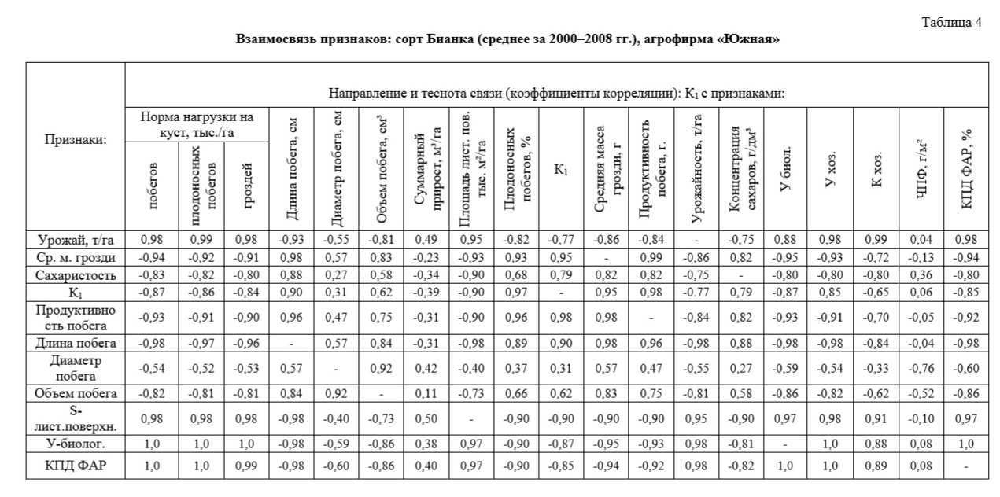 Таблица 4
Взаимосвязь признаков: сорт Бианка (среднее за 2000–2008 гг.), агрофирма «Южная»
Признаки:
Направление и теснота связи (коэффициенты корреляции): К₁ с признаками:
Норма нагрузки на
куст, тыс./га
побегов
плодоносных
побегов
гроздей
Длина побега, см
Диаметр побега, см
Объем побега, см³
Суммарный
прирост, м³/га
Площадь лист. пов.
тыс. м²/га
Плодоносных
побегов, %
К₁
Средняя масса
грозди, г
Продуктивность
побега, г.
Урожайность, т/га
Концентрация
сахаров, г/дм³
У биол.
У хоз.
К хоз.
ЧПФ, г/м²
КПД ФАР, %
Урожай, т/га 0,98 0,99 0,98 -0,93 -0,55 -0,81 0,49 0,95 -0,82 -0,77 -0,86 -0,84 - -0,75 0,88 0,98 0,99 0,04 0,98
Ср. м. грозди -0,94 -0,92 -0,91 0,98 0,57 0,83 -0,23 -0,93 0,93 0,95 - 0,99 -0,86 0,82 -0,95 -0,93 -0,72 -0,13 -0,94
Сахаристость -0,83 -0,82 -0,80 0,88 0,27 0,58 -0,34 -0,90 0,68 0,79 0,82 0,82 -0,75 - -0,80 -0,80 -0,80 0,36 -0,80
К₁ -0,87 -0,86 -0,84 0,90 0,31 0,62 -0,39 -0,90 0,97 - 0,95 0,98 -0.77 0,79 -0,87 0,85 -0,65 0,06 -0,85
Продуктивно
сть побега -0,93 -0,91 -0,90 0,96 0,47 0,75 -0,31 -0,90 0,96 0,98 0,98 - -0,84 0,82 -0,93 -0,91 -0,70 -0,05 -0,92
Длина побега -0,98 -0,97 -0,96 - 0,57 0,84 -0,31 -0,98 0,89 0,90 0,98 0,96 -0,98 0,88 -0,98 -0,98 -0,84 -0,04 -0,98
Диаметр
побега -0,54 -0,52 -0,53 0,57 - 0,92 0,42 -0,40 0,37 0,31 0,57 0,47 -0,55 0,27 -0,59 -0,54 -0,33 -0,76 -0,60
Объем побега -0,82 -0,81 -0,81 0,84 0,92 - 0,11 -0,73 0,66 0,62 0,83 0,75 -0,81 0,58 -0,86 -0,82 -0,62 -0,52 -0,86
S-
лист.поверхн. 0,98 0,98 0,98 -0,98 -0,40 -0,73 0,50 - -0,90 -0,90 -0,90 -0,90 0,95 -0,90 0,97 0,98 0,91 -0,10 0,97
У-биолог. 1,0 1,0 1,0 -0,98 -0,59 -0,86 0,38 0,97 -0,90 -0,87 -0,95 -0,93 0,98 -0,81 - 1,0 0,88 0,08 1,0
КПД ФАР 1,0 1,0 0,99 -0,98 -0,60 -0,86 0,40 0,97 -0,90 -0,85 -0,94 -0,92 0,98 -0,82 1,0 1,0 0,89 0,08 -